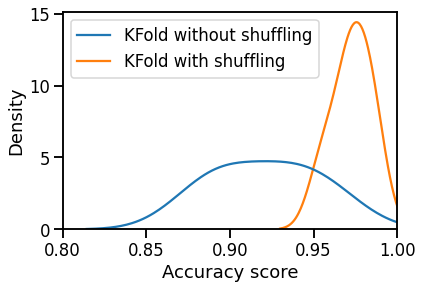 15
KFold without shuffling
KFold with shuffling
10
Density
5
0
0.80 0.85 0.90 0.95 1.00
Accuracy score